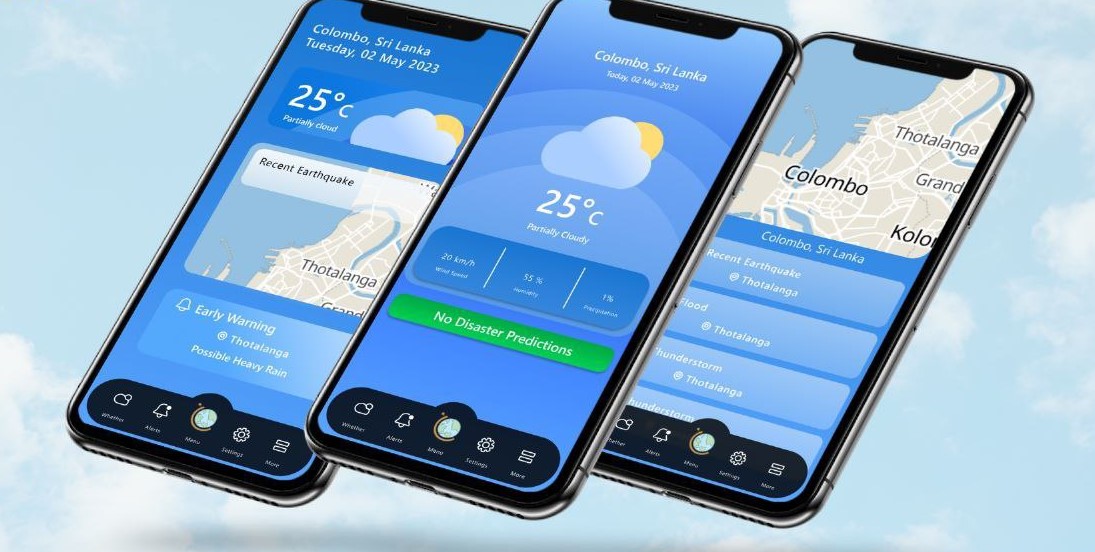 Colombo, Sri Lanka
Tuesday, 02 May 2023
25°C
Partially cloud
Recent Earthquake
Thotalanga
Grand
Early Warning
@ Thotalanga
Possible Heavy Rain
Whether
Alerts
Menu
Settings
More
Colombo, Sri Lanka
Today, 02 May 2023
25°C
Partially Cloudy
20 km/h
Wind Speed
55 %
Humidity
1%
Precipitation
No Disaster Predictions
Whether
Alerts
Menu
Settings
More
Thotalanga
Colombo
Grand
Kolo
Colombo, Sri Lanka
Recent Earthquake
@ Thotalanga
Flood
@ Thotalanga
hunderstorm
@ Thotalanga
hunderstorm
ether
Alerts
Menu
Settings
More